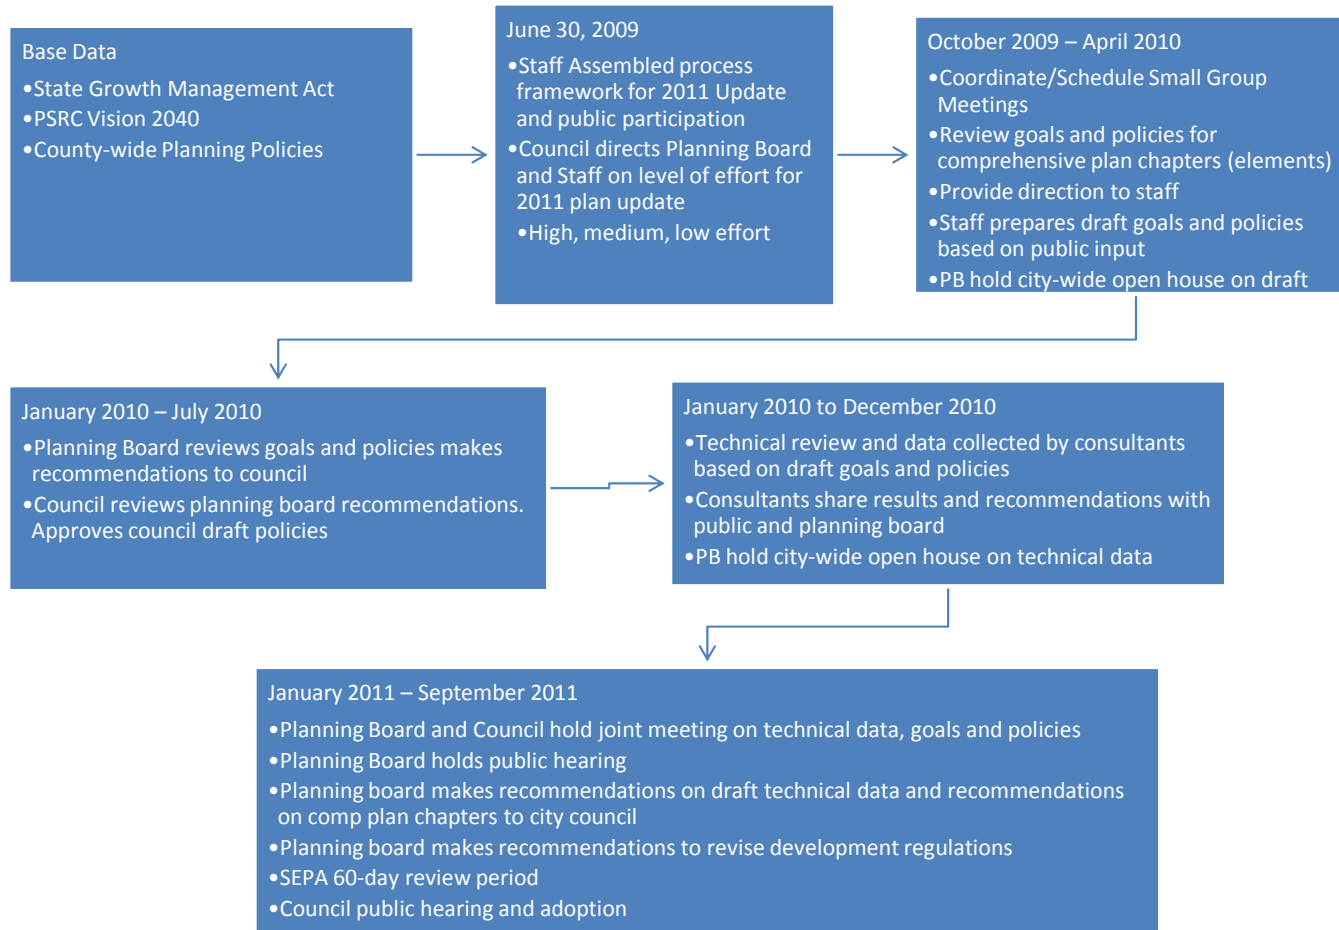 Base Data
•State Growth Management Act
•PSRC Vision 2040
•County-wide Planning Policies
June 30, 2009
•Staff Assembled process
framework for 2011 Update
and public participation
•Council directs Planning Board
and Staff on level of effort for
2011 plan update
•High, medium, low effort
October 2009 – April 2010
•Coordinate/Schedule Small Group
Meetings
•Review goals and policies for
comprehensive plan chapters (elements)
•Provide direction to staff
•Staff prepares draft goals and policies
based on public input
•PB hold city-wide open house on draft
January 2010 – July 2010
•Planning Board reviews goals and policies makes
recommendations to council
•Council reviews planning board recommendations.
Approves council draft policies
January 2010 to December 2010
•Technical review and data collected by consultants
based on draft goals and policies
•Consultants share results and recommendations with
public and planning board
•PB hold city-wide open house on technical data
January 2011 – September 2011
•Planning Board and Council hold joint meeting on technical data, goals and policies
•Planning Board holds public hearing
•Planning board makes recommendations on draft technical data and recommendations
on comp plan chapters to city council
•Planning board makes recommendations to revise development regulations
•SEPA 60-day review period
•Council public hearing and adoption